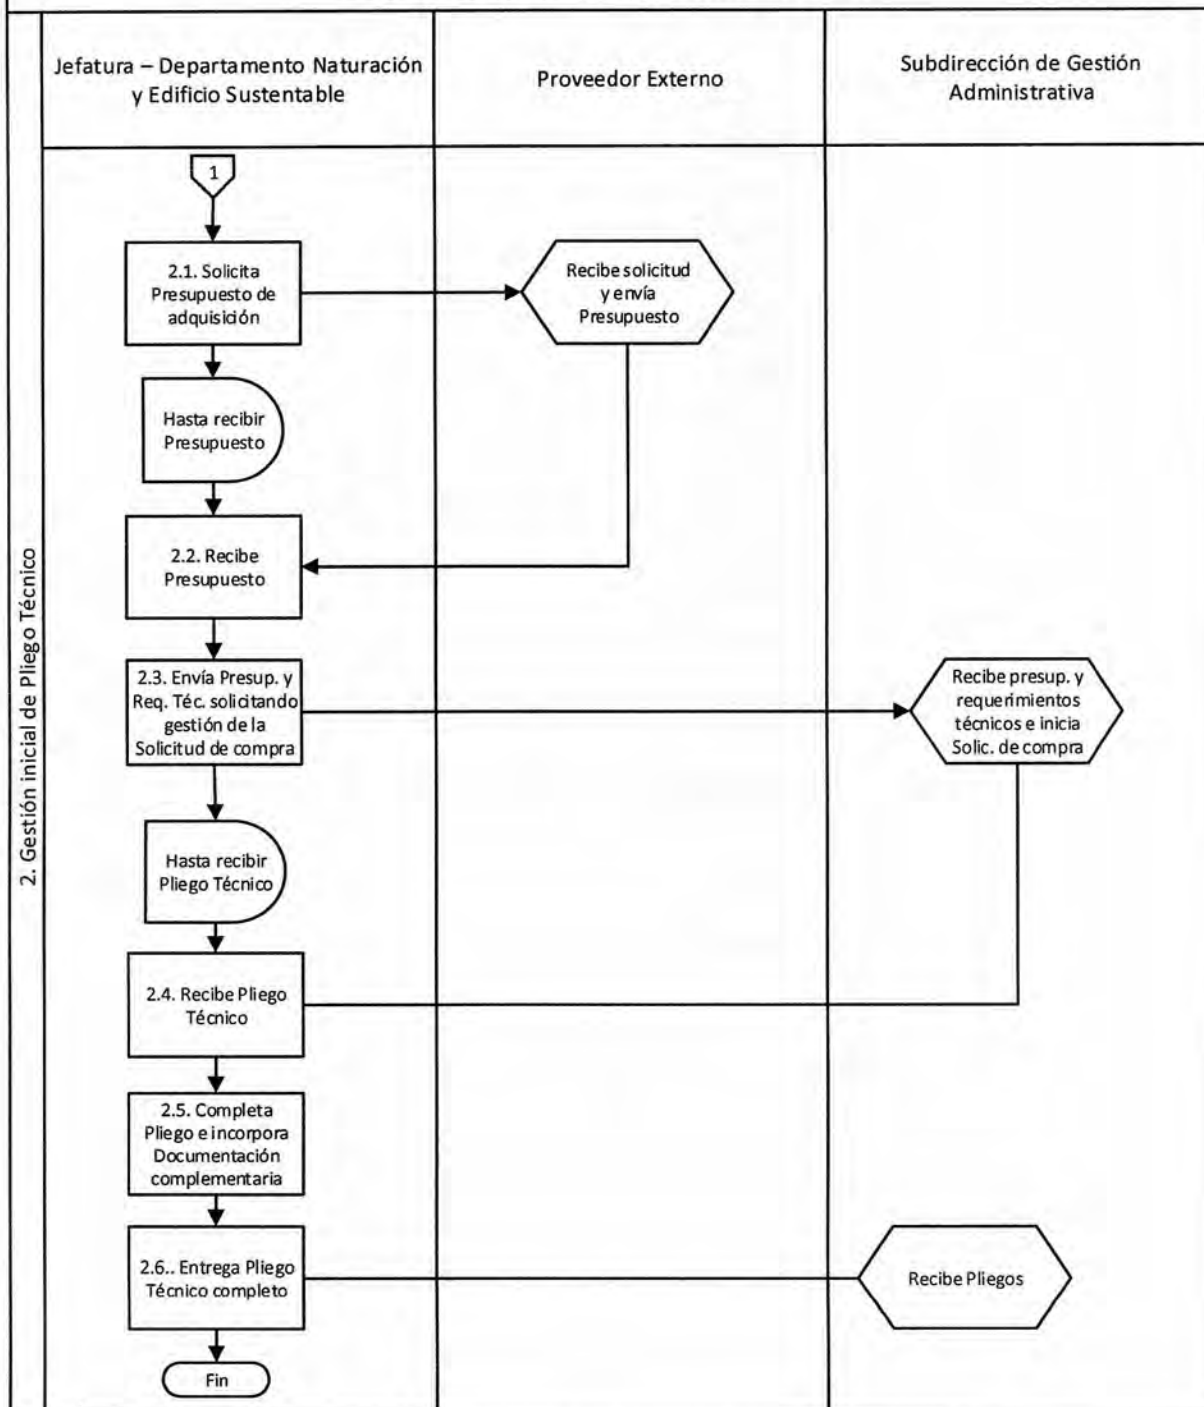 Jefatura – Departamento Naturación
y Edificio Sustentable
Proveedor Externo
Subdirección de Gestión
Administrativa
2. Gestión inicial de Pliego Técnico
1
2.1. Solicita
Presupuesto de
adquisición
Recibe solicitud
y envía
Presupuesto
Hasta recibir
Presupuesto
2.2. Recibe
Presupuesto
2.3. Envía Presup. y
Req. Téc. solicitando
gestión de la
Solicitud de compra
Recibe presup. y
requerimientos
técnicos e inicia
Solic. de compra
Hasta recibir
Pliego Técnico
2.4. Recibe Pliego
Técnico
2.5. Completa
Pliego e incorpora
Documentación
complementaria
2.6.. Entrega Pliego
Técnico completo
Recibe Pliegos
Fin